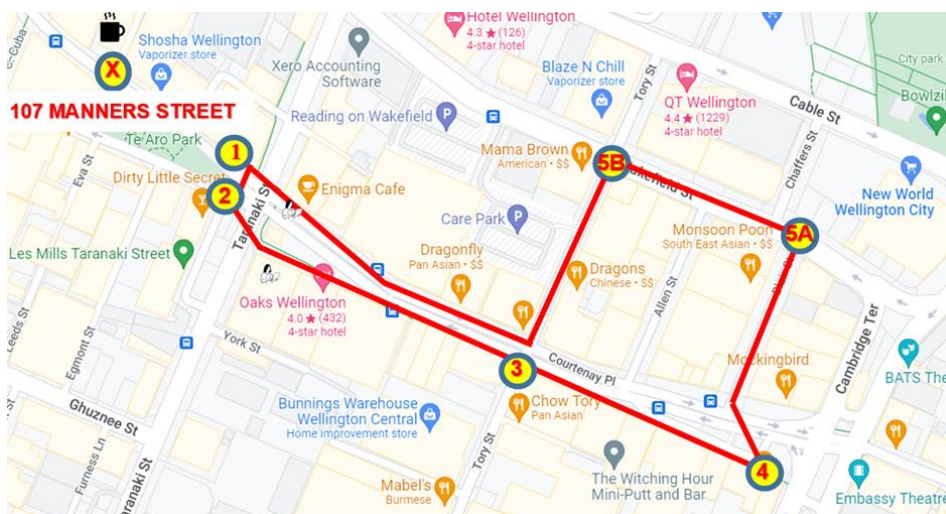 Hotel Wellington
4.3 ★ (126)
4-star hotel
e-Cuba
Shosha Wellington
Vaporizer store
X
107 MANNERS STREET
Xero Accounting
Software
Blaze N Chill
Vaporizer store
Tory St
QT Wellington
4.4 ★ (1229)
4-star hotel
City park
Cable St
Bowlzil
Reading on Wakefield
P
Te Aro Park
Eva St
1
Dirty Little Secret
2
Enigma Cafe
Taranaki S
Mama Brown
American • $$
5B
akefield St
Chaffers St
New World
Wellington City
Care Park
P
Les Mills Taranaki Street
Monsoon Poon
South East Asian • $$
5A
Dragonfly
Pan Asian • $$
Dragons
Chinese • $$
Allen St
Oaks Wellington
4.0 ★ (432)
4-star hotel
Leeds St
Egmont St
York St
3
Courtenay Pl
Mockingbird
Cambridge Ter
BATS The
Chow Tory
Pan Asian
Bunnings Warehouse
Wellington Central
Home improvement store
Ghuznee St
Furness Ln
aranaki St
Tory St
The Witching Hour
Mini-Putt and Bar
4
Mabel's
Burmese
Embassy Theatre